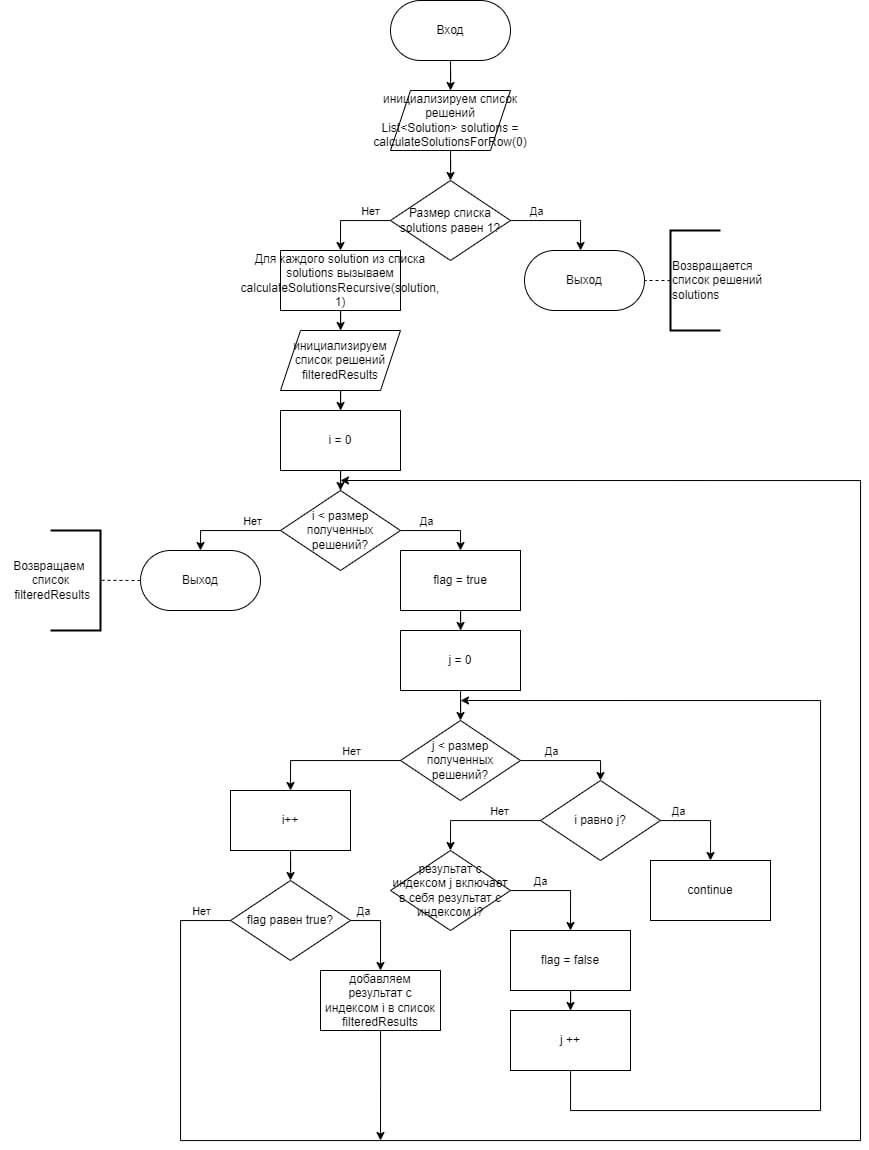 Вход
инициализируем список
решений
List<Solution> solutions =
calculateSolutionsForRow(0)
Нет
Размер списка
solutions равен 1?
Да
Для каждого solution из списка
solutions вызываем
calculateSolutionsRecursive(solution,
1)
Выход
Возвращается
список решений
solutions
инициализируем
список решений
filteredResults
i = 0
Нет
i < размер
полученных
решений?
Да
Возвращаем
список
filteredResults
Выход
flag = true
j = 0
Нет
j < размер
полученных
решений?
Да
i++
Нет
i равно j?
Да
результат с
индексом j включает
в себя результат с
индексом i?
Да
continue
Нет
flag равен true?
Да
flag = false
добавляем
результат с
индексом i в список
filteredResults
j ++